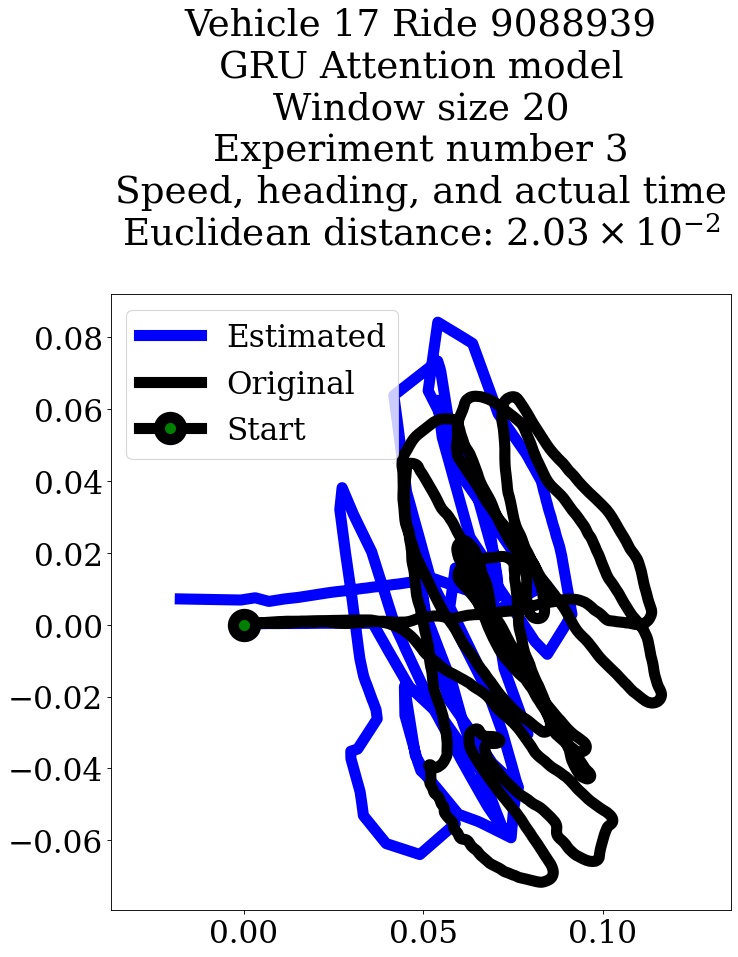 Vehicle 17 Ride 9088939
GRU Attention model
Window size 20
Experiment number 3
Speed, heading, and actual time
Euclidean distance: 2.03 × 10⁻²
Estimated
Original
Start
0.08
0.06
0.04
0.02
0.00
−0.02
−0.04
−0.06
0.00 0.05 0.10